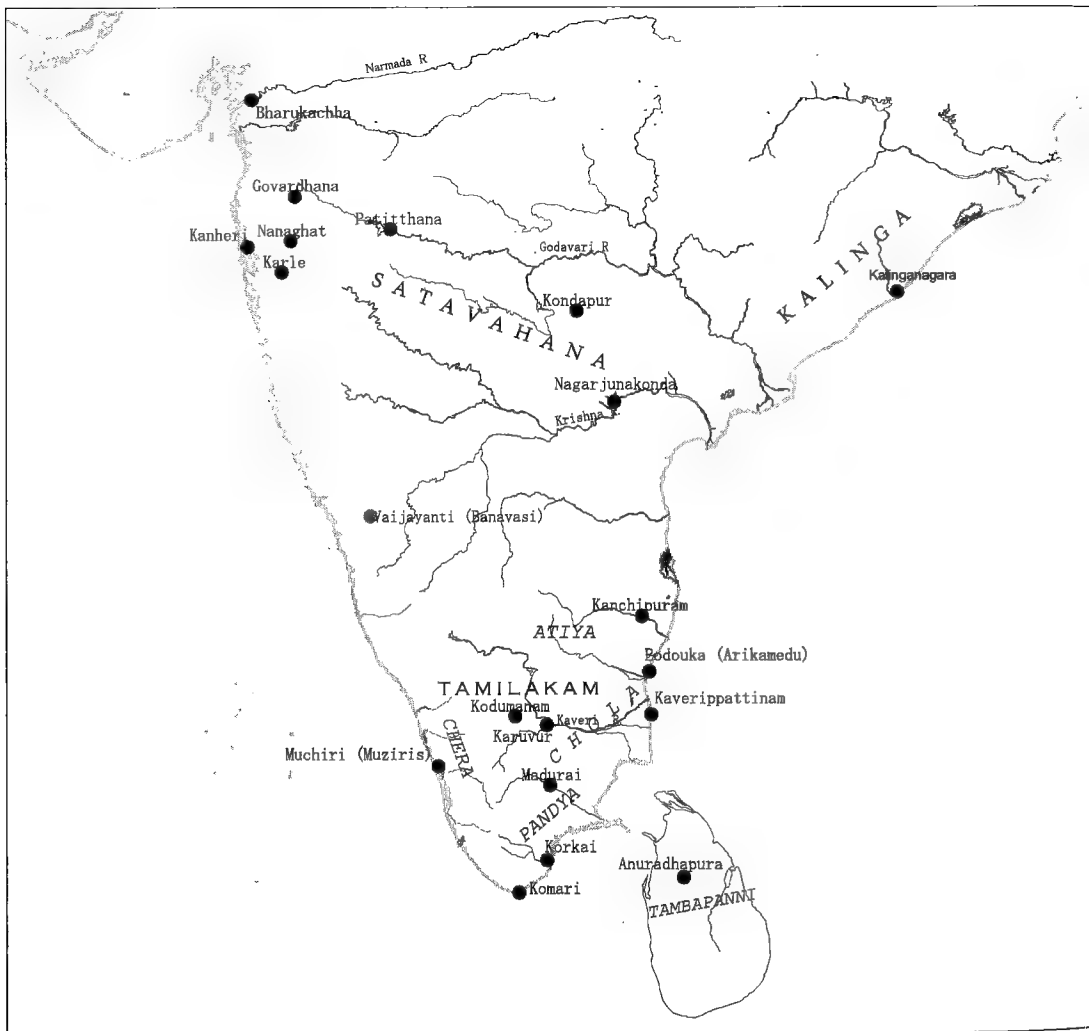 Narmada R
Bharukachha
Govardhana
Patitthana
Kanheri
Nanaghat
Karle
Godavari R
KALINGA
Kalinganagara
SATAVAHANA
Kondapur
Nagarjunakonda
Krishna
Vaijayanti (Banavasi)
Kanchipuram
ATIYA
Podouka (Arikamedu)
TAMILAKAM
Kodumanam
Kaverippattinam
Karuvur
Kaveri R
CHOLA
CHERA
Muchiri (Muziris)
Madurai
PANDYA
Korkai
Anuradhapura
Komari
TAMBAPANNI